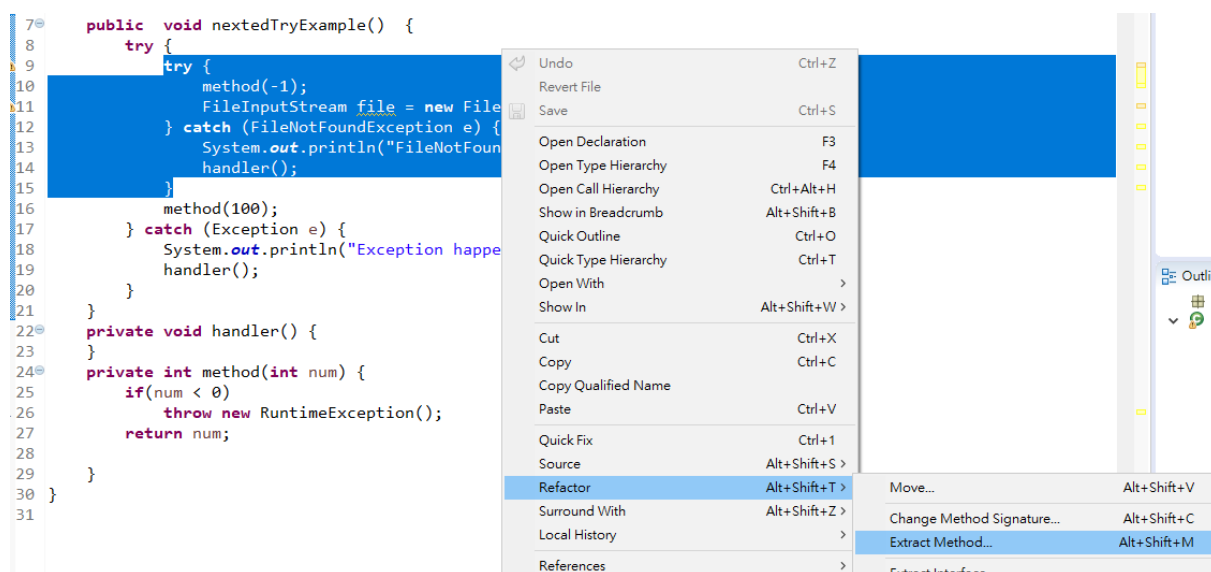 7 public void nextedTryExample() {
8 try {
9 try {
10 method(-1);
11 FileInputStream file = new File
12 } catch (FileNotFoundException e) {
13 System.out.println("FileNotFoun
14 handler();
15 }
16 method(100);
17 } catch (Exception e) {
18 System.out.println("Exception happe
19 handler();
20 }
21 }
22 private void handler() {
23 }
24 private int method(int num) {
25 if(num < 0)
26 throw new RuntimeException();
27 return num;
28
29 }
30 }
31
Undo Ctrl+Z
Revert File
Save Ctrl+S
Open Declaration F3
Open Type Hierarchy F4
Open Call Hierarchy Ctrl+Alt+H
Show in Breadcrumb Alt+Shift+B
Quick Outline Ctrl+O
Quick Type Hierarchy Ctrl+T
Open With >
Show In Alt+Shift+W >
Cut Ctrl+X
Copy Ctrl+C
Copy Qualified Name
Paste Ctrl+V
Quick Fix Ctrl+1
Source Alt+Shift+S >
Refactor Alt+Shift+T >
Surround With Alt+Shift+Z >
Local History >
References >
Move... Alt+Shift+V
Change Method Signature... Alt+Shift+C
Extract Method... Alt+Shift+M
Outli